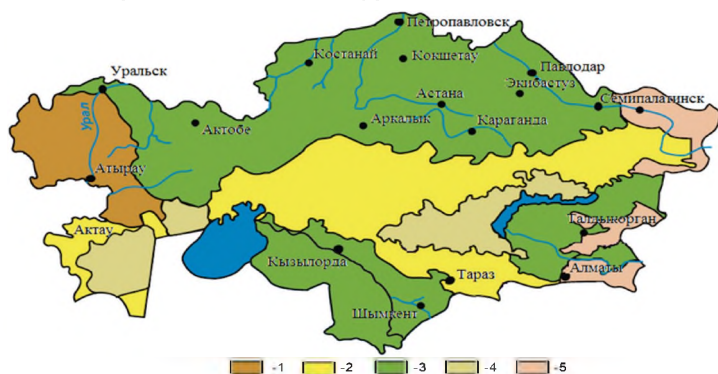 Петропавловск
Костанай
Кокшетау
Уральск
Павлодар
Экибастуз
Астана
Семипалатинск
Урал
Актобе
Аркалык
Караганда
Атырау
Актау
Талдыкорган
Кызылорда
Тараз
Алматы
Шымкент
-1 -2 -3 -4 -5